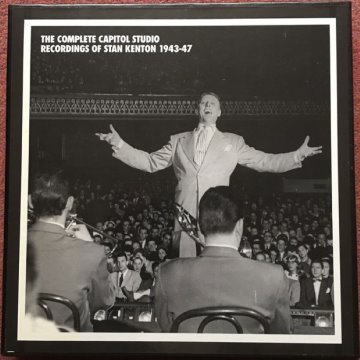 THE COMPLETE CAPITOL STUDIO
RECORDINGS OF STAN KENTON 1943-47